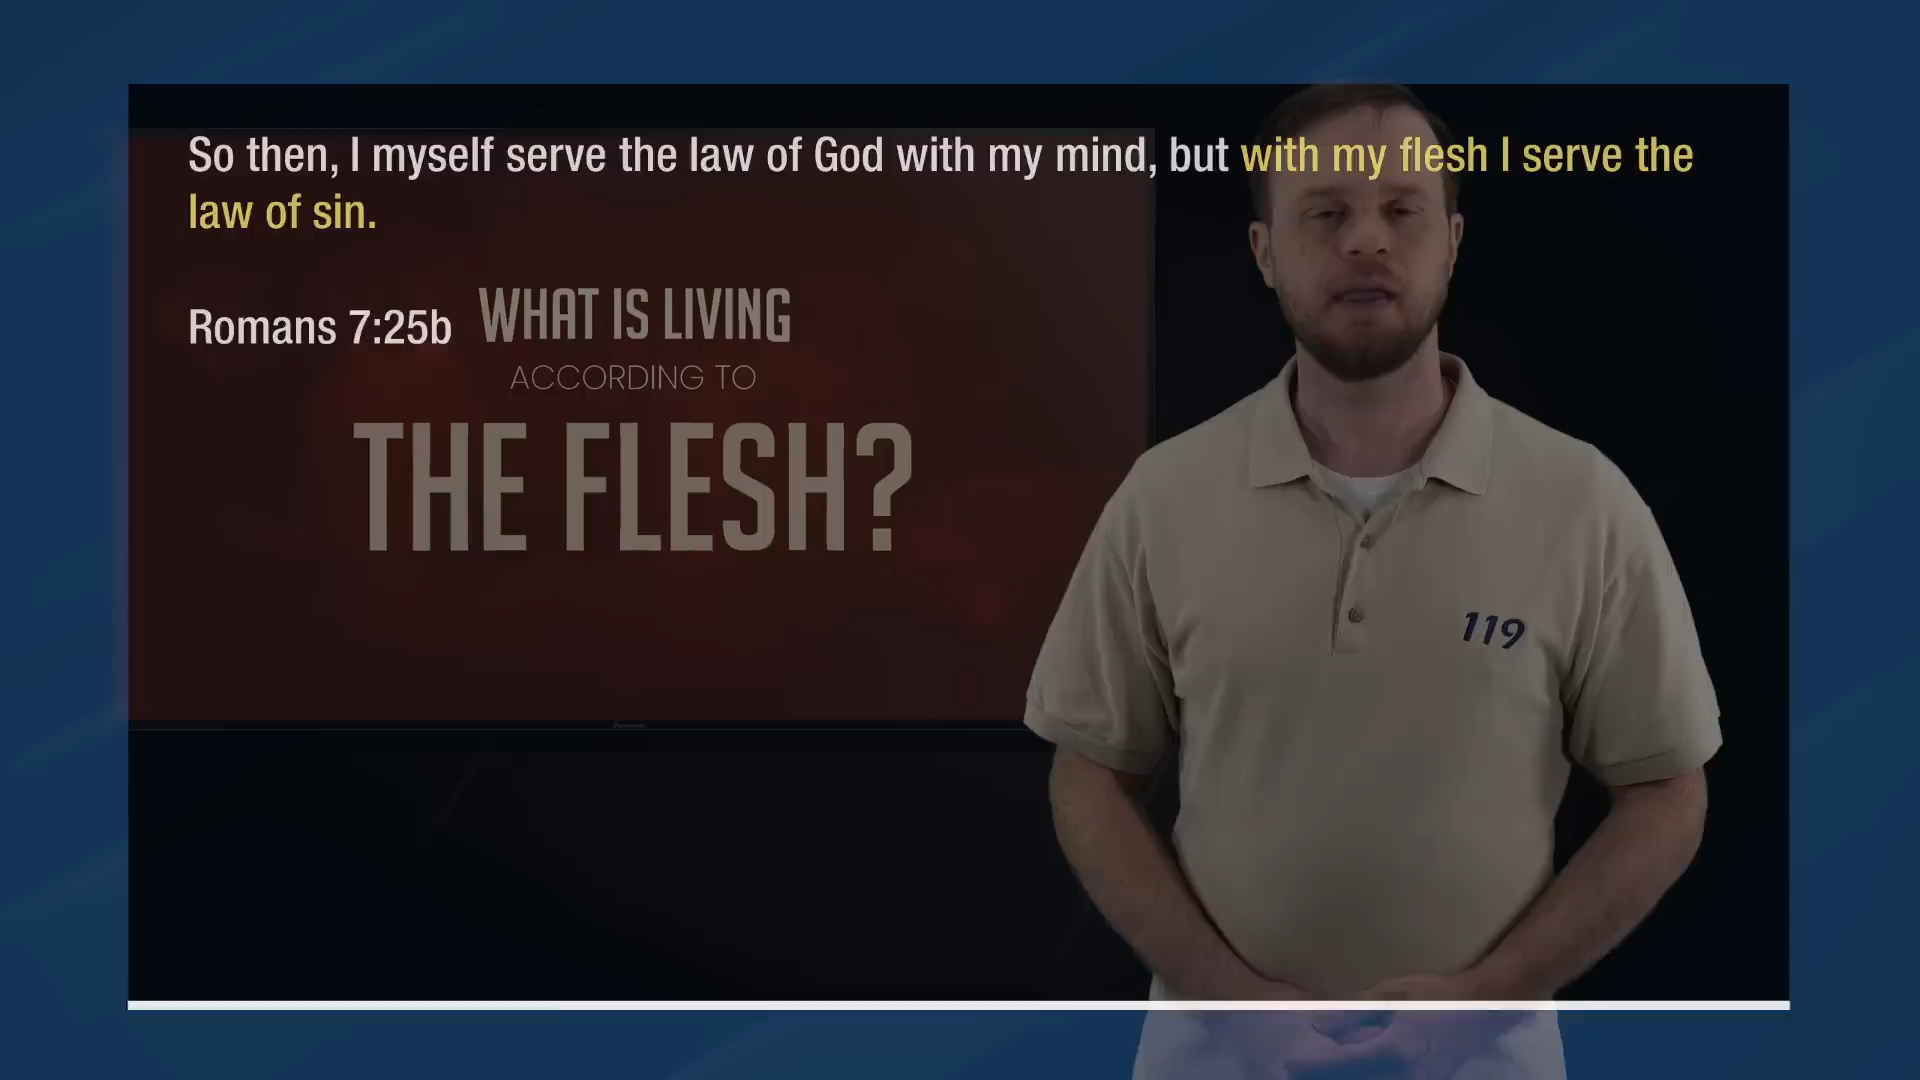 So then, I myself serve the law of God with my mind, but with my flesh I serve the
law of sin.
Romans 7:25b
WHAT IS LIVING
ACCORDING TO
THE FLESH?
119